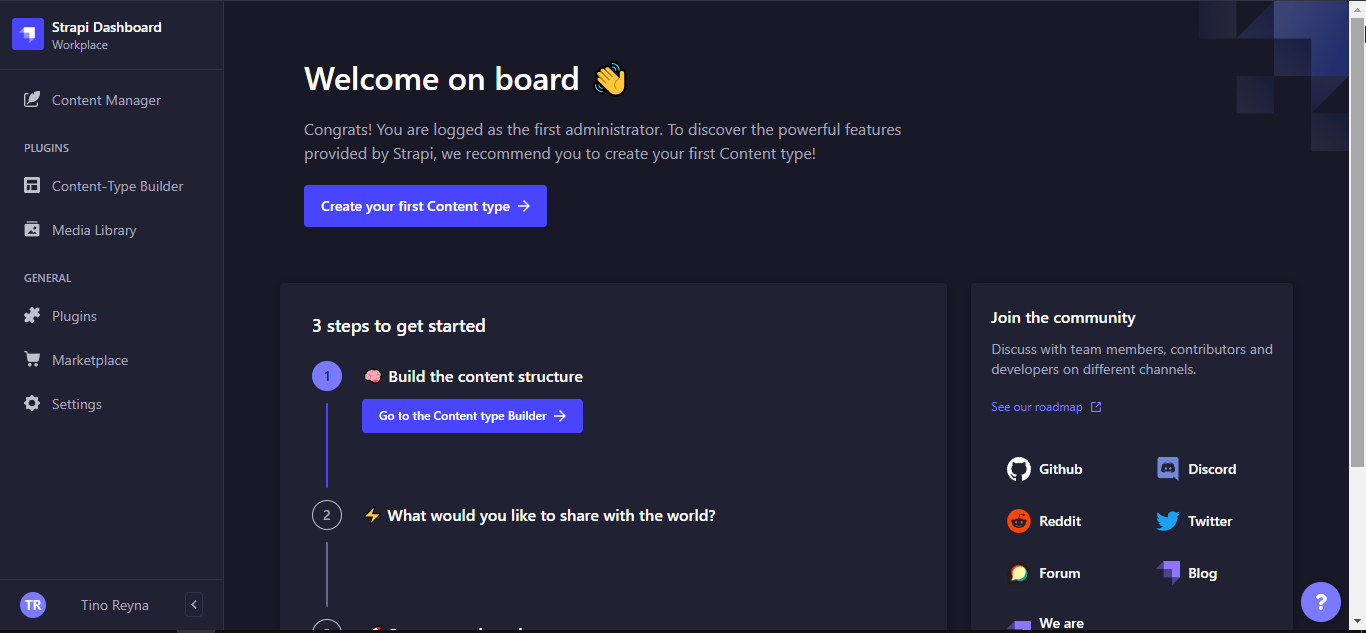 Strapi Dashboard
Workplace
Content Manager
PLUGINS
Content-Type Builder
Media Library
GENERAL
Plugins
Marketplace
Settings
TR
Tino Reyna
Welcome on board 👋
Congrats! You are logged as the first administrator. To discover the powerful features
provided by Strapi, we recommend you to create your first Content type!
Create your first Content type →
3 steps to get started
1
🧠 Build the content structure
Go to the Content type Builder →
2
⚡ What would you like to share with the world?
Join the community
Discuss with team members, contributors and
developers on different channels.
See our roadmap
Github
Discord
Reddit
Twitter
Forum
Blog
We are
?